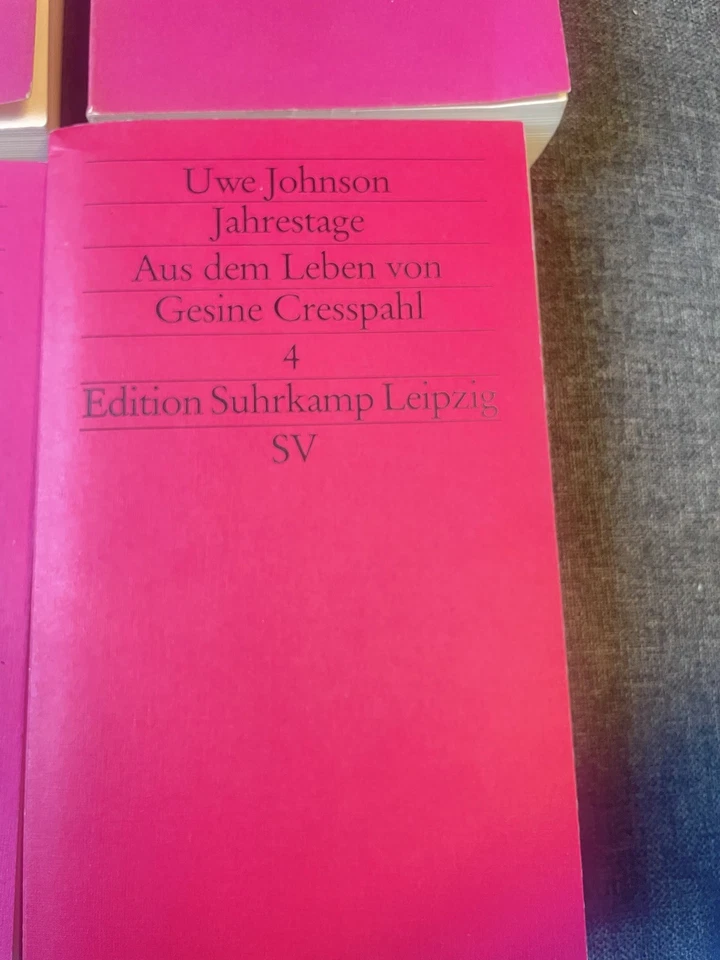 Uwe Johnson
Jahrestage
Aus dem Leben von
Gesine Cresspahl
4
Edition Suhrkamp Leipzig
SV